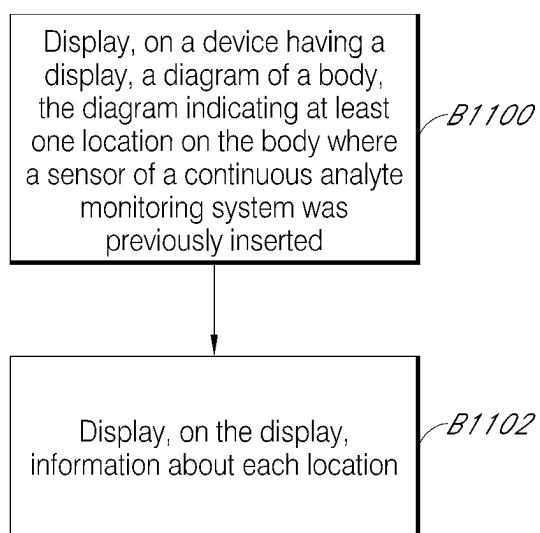 Display, on a device having a
display, a diagram of a body,
the diagram indicating at least
one location on the body where
a sensor of a continuous analyte
monitoring system was
previously inserted
B1100
Display, on the display,
information about each location
B1102